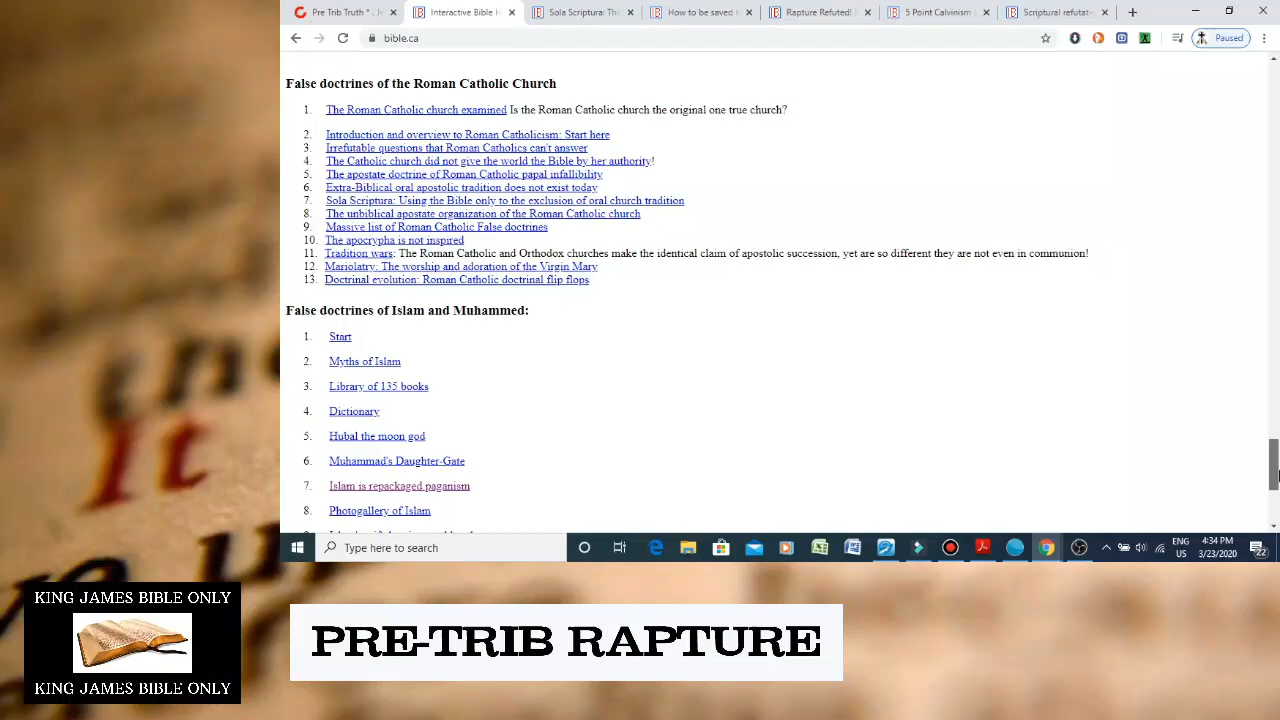 Pre Trib Truth * . J
Interactive Bible H
Sola Scriptura: The
How to be saved
Rapture Refuted!
5 Point Calvinism
Scriptural refutat
bible.ca
Paused
False doctrines of the Roman Catholic Church
1. The Roman Catholic church examined Is the Roman Catholic church the original one true church?
2. Introduction and overview to Roman Catholicism: Start here
3. Irrefutable questions that Roman Catholics can't answer
4. The Catholic church did not give the world the Bible by her authority!
5. The apostate doctrine of Roman Catholic papal infallibility
6. Extra-Biblical oral apostolic tradition does not exist today
7. Sola Scriptura: Using the Bible only to the exclusion of oral church tradition
8. The unbiblical apostate organization of the Roman Catholic church
9. Massive list of Roman Catholic False doctrines
10. The apocrypha is not inspired
11. Tradition wars: The Roman Catholic and Orthodox churches make the identical claim of apostolic succession, yet are so different they are not even in communion!
12. Mariolatry: The worship and adoration of the Virgin Mary
13. Doctrinal evolution: Roman Catholic doctrinal flip flops
False doctrines of Islam and Muhammed:
1. Start
2. Myths of Islam
3. Library of 135 books
4. Dictionary
5. Hubal the moon god
6. Muhammad's Daughter-Gate
7. Islam is repackaged paganism
8. Photogallery of Islam
Type here to search
ENG
US
4:34 PM
3/23/2020
22
It
KING JAMES BIBLE ONLY
KING JAMES BIBLE ONLY
PRE-TRIB RAPTURE